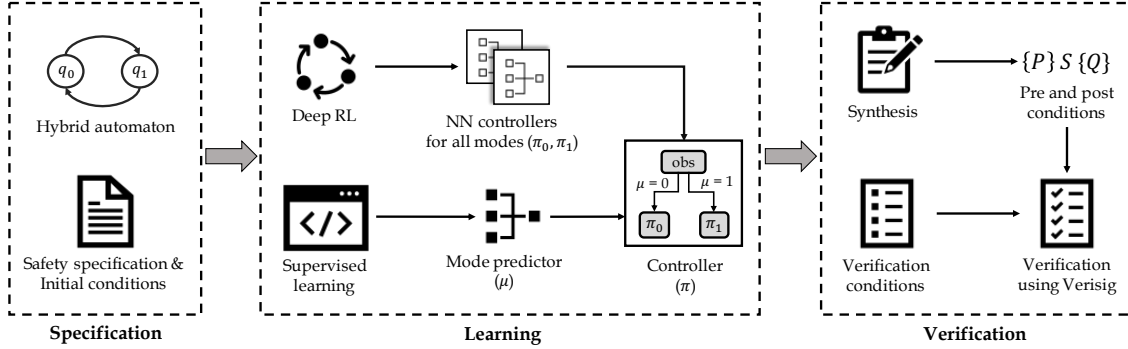 q₀
q₁
Hybrid automaton
Safety specification &
Initial conditions
Specification
Deep RL
NN controllers
for all modes (π₀, π₁)
Supervised
learning
Mode predictor
(μ)
obs
μ = 0
μ = 1
π₀
π₁
Controller
(π)
Learning
Synthesis
{P} S {Q}
Pre and post
conditions
Verification
conditions
Verification
using Verisig
Verification